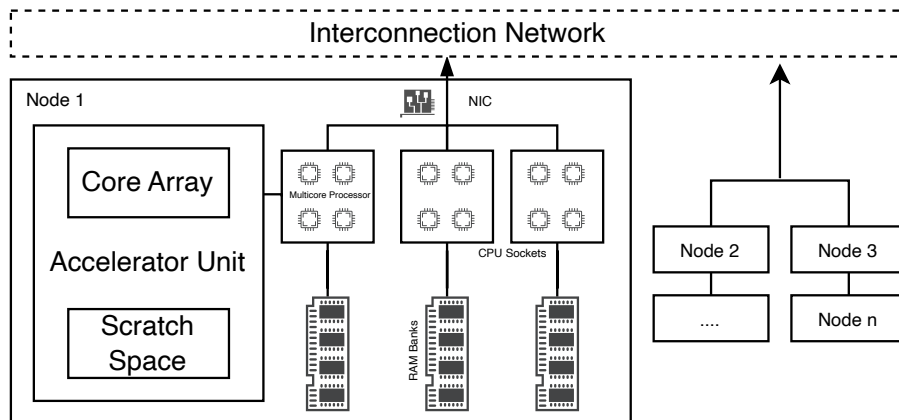 Interconnection Network
Node 1
NIC
Core Array
Multicore Processor
Accelerator Unit
CPU Sockets
Scratch
Space
RAM Banks
Node 2
Node 3
....
Node n